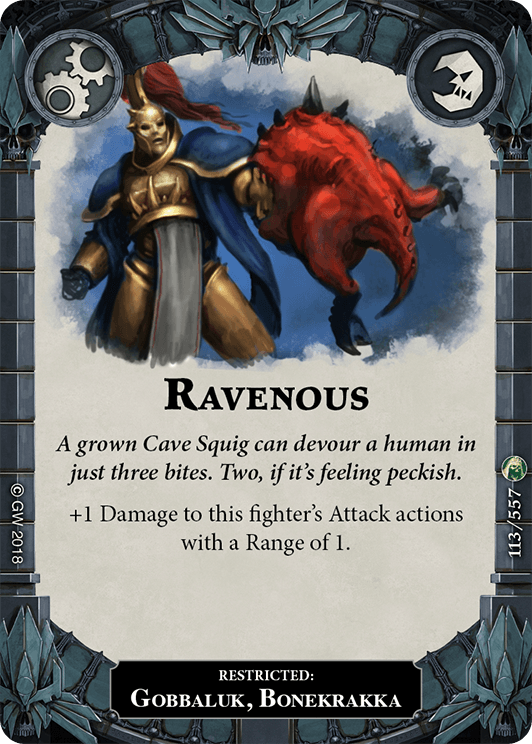 Ravenous
A grown Cave Squig can devour a human in
just three bites. Two, if it's feeling peckish.
+1 Damage to this fighter's Attack actions
with a Range of 1.
© GW 2018
113/557
RESTRICTED:
Gobbaluk, Bonekrakka